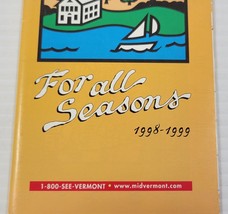 For all
Seasons
1998-1999
1-800-SEE-VERMONT • www.midvermont.com